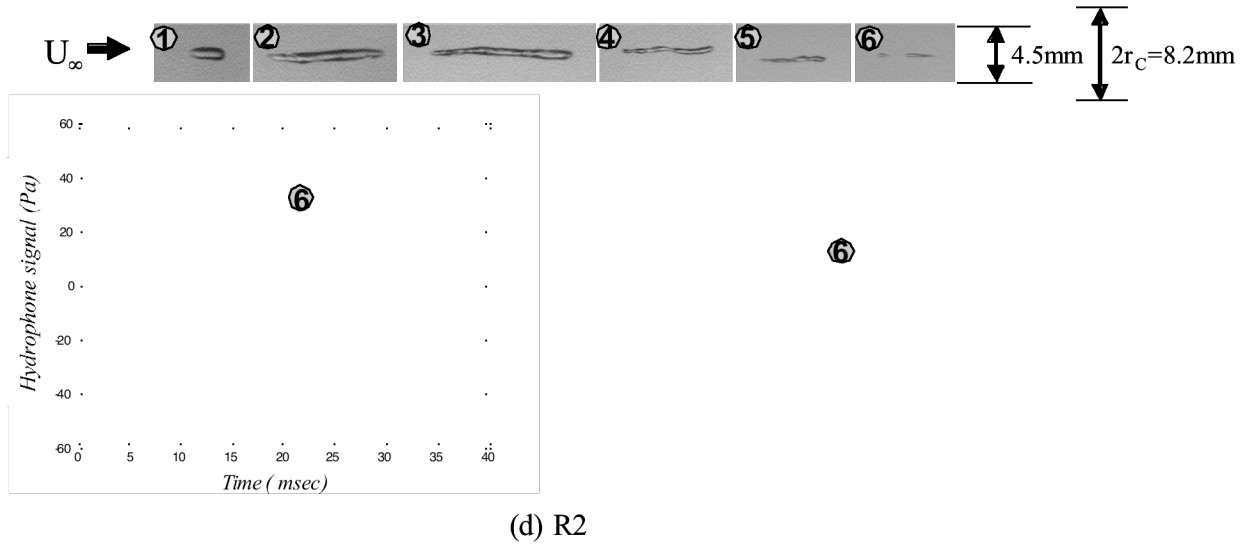 U∞
1 2 3 4 5 6
4.5mm
2rC=8.2mm
60
40
20
0
-20
-40
-60
Hydrophone signal (Pa)
6
6
0 5 10 15 20 25 30 35 40
Time ( msec)
(d) R2